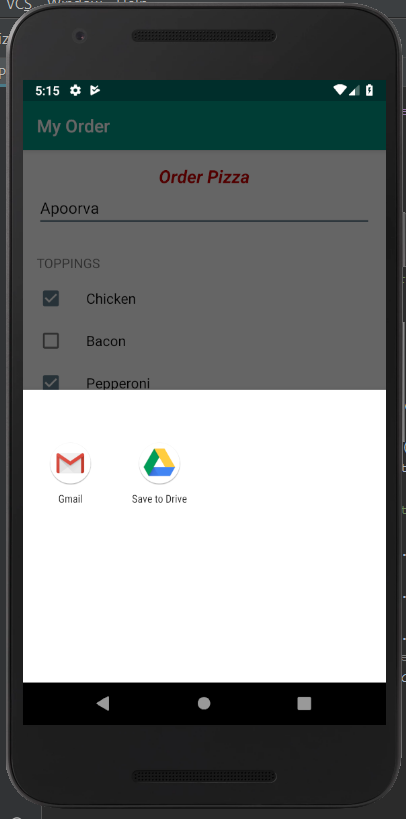 VCS Window Help
5:15
My Order
Order Pizza
Apoorva
TOPPINGS
Chicken
Bacon
Pepperoni
Gmail
Save to Drive